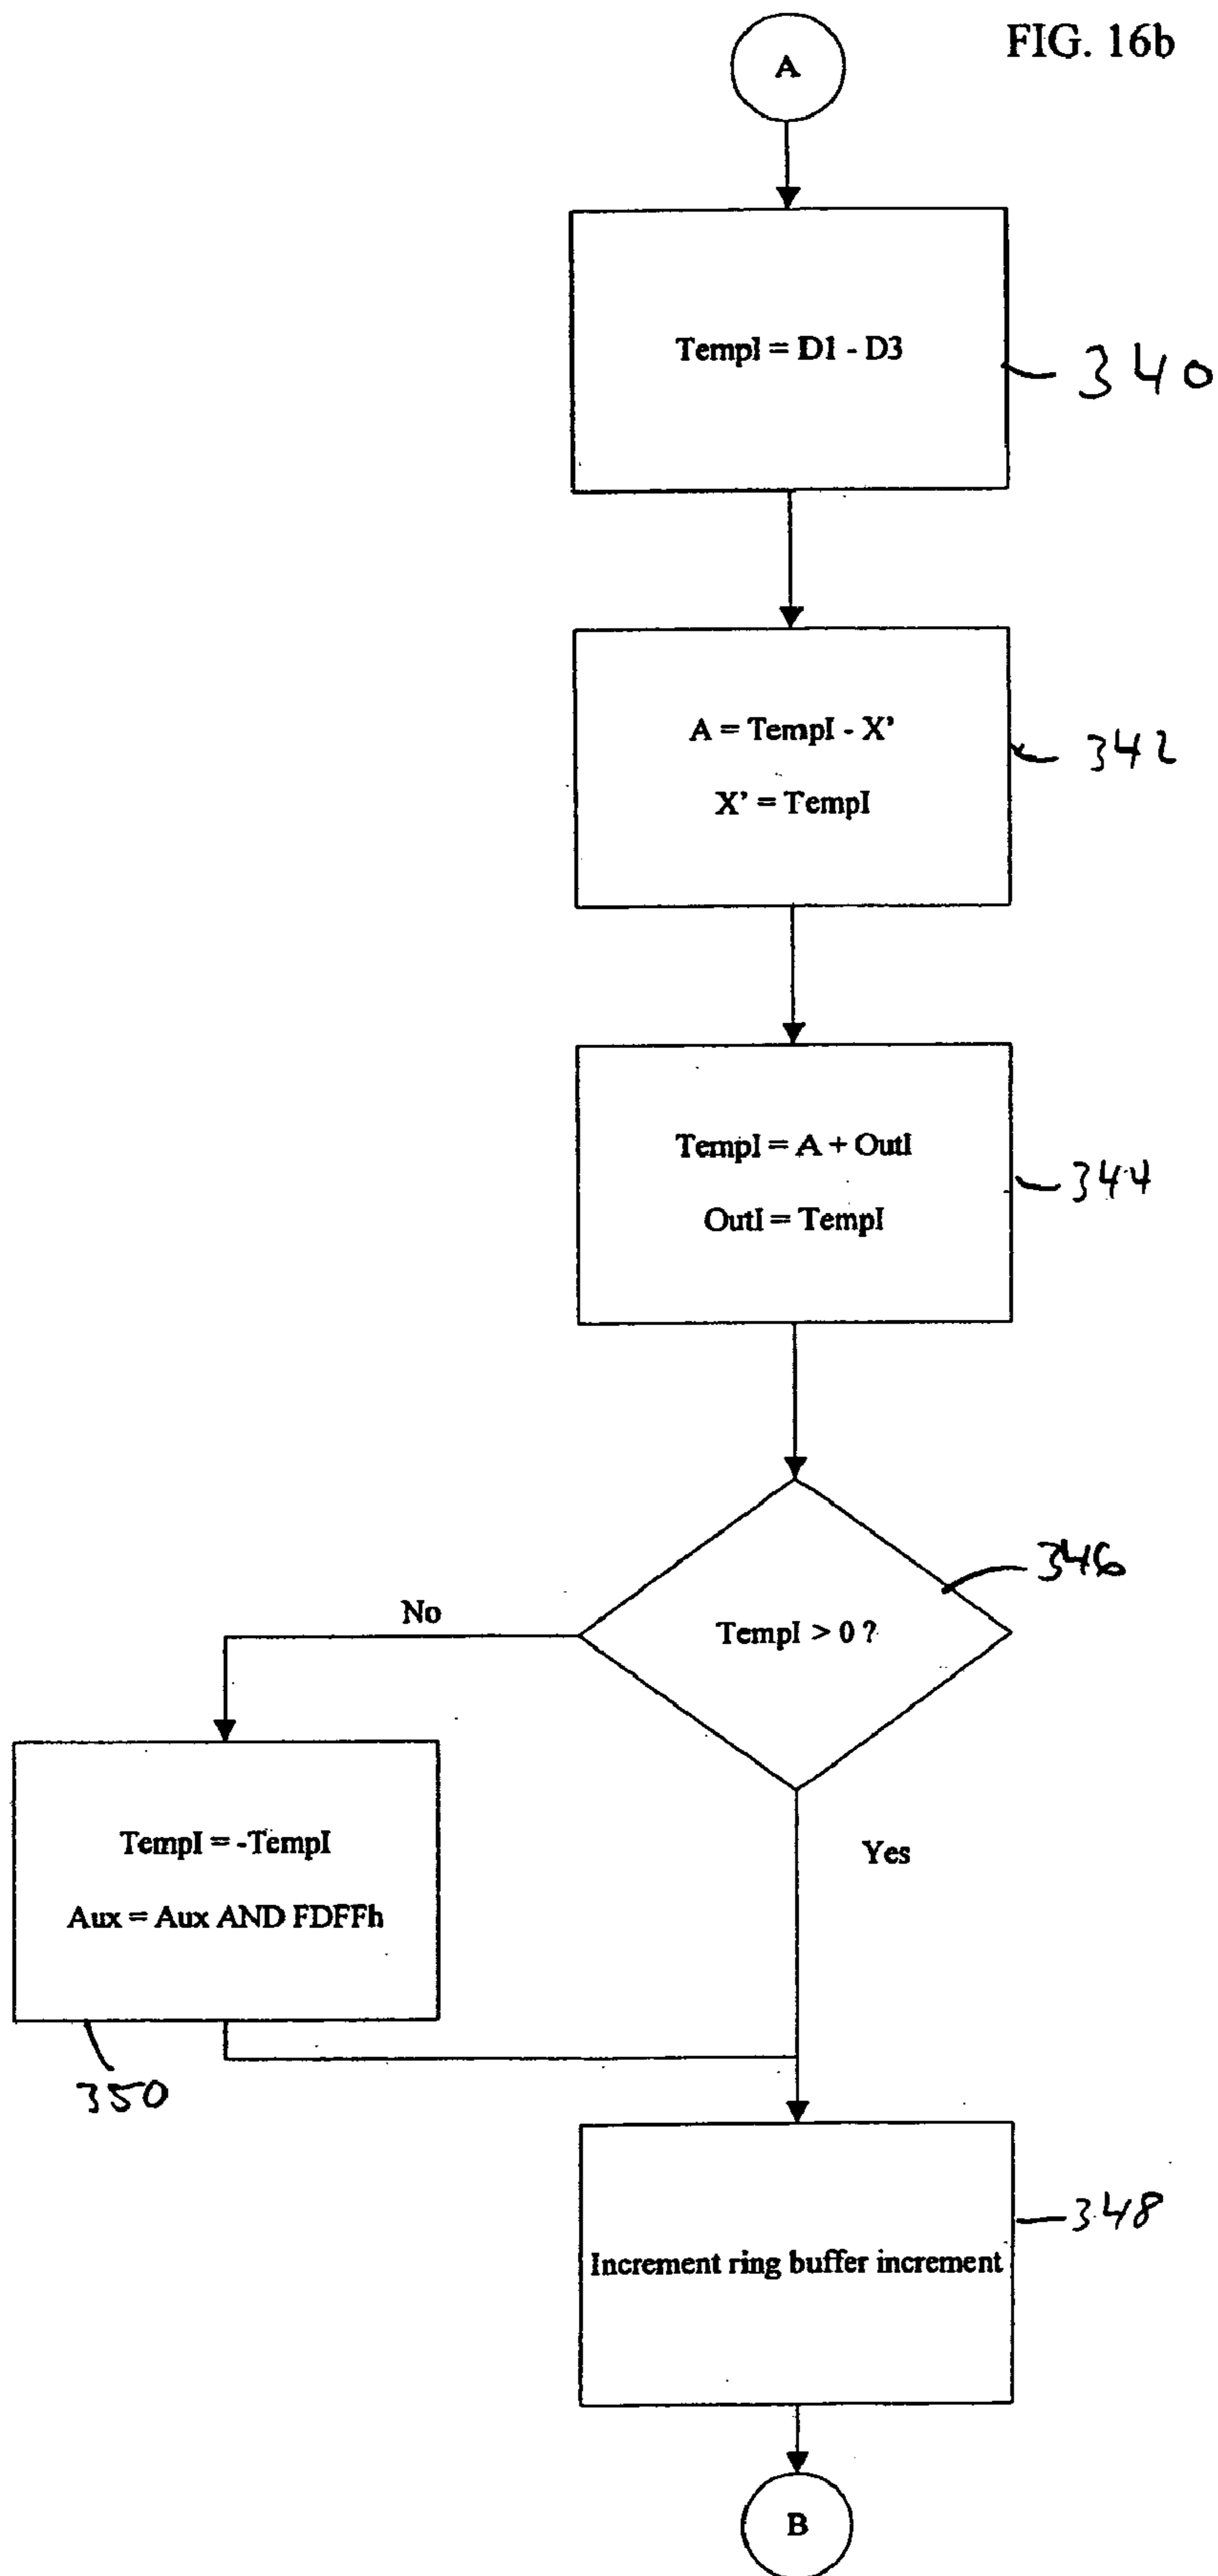 FIG. 16b
A
TempI = D1 - D3
340
A = TempI - X'
X' = TempI
342
TempI = A + OutI
OutI = TempI
344
346
TempI > 0 ?
No
Yes
TempI = -TempI
Aux = Aux AND FDFFh
350
348
Increment ring buffer increment
B